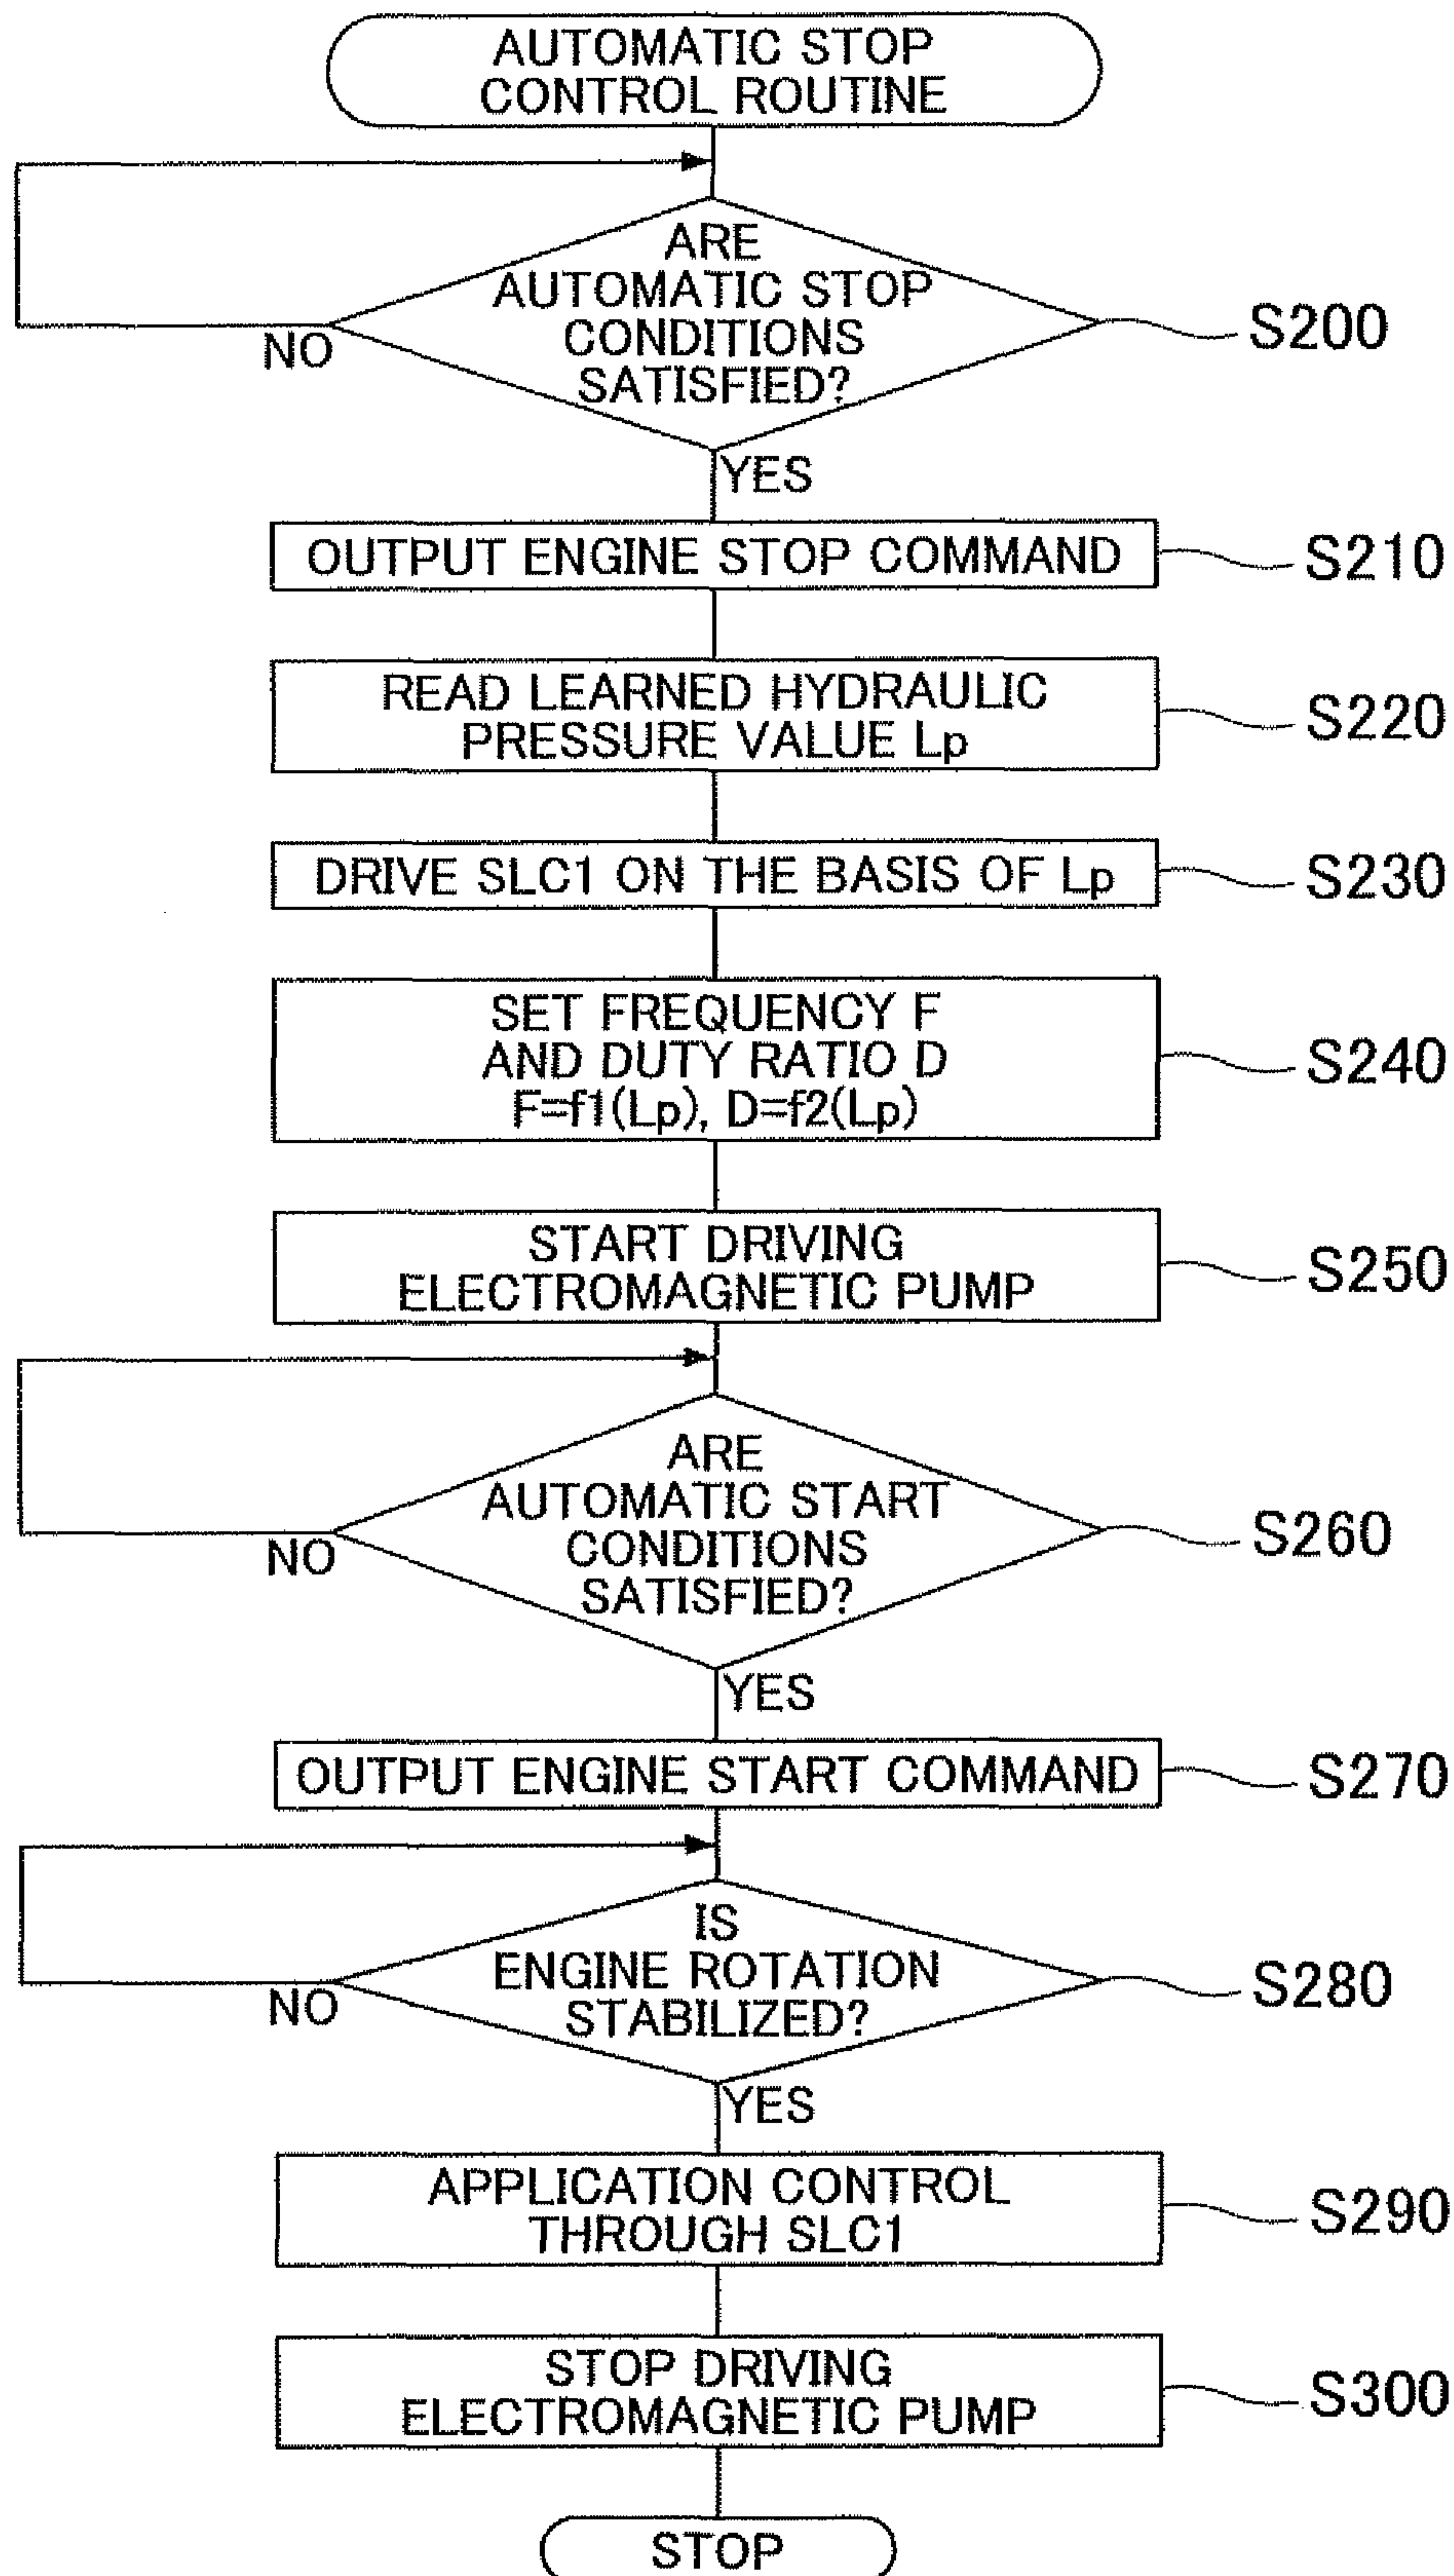 AUTOMATIC STOP
CONTROL ROUTINE
ARE
AUTOMATIC STOP
CONDITIONS
SATISFIED?
NO
S200
YES
OUTPUT ENGINE STOP COMMAND
S210
READ LEARNED HYDRAULIC
PRESSURE VALUE Lp
S220
DRIVE SLC1 ON THE BASIS OF Lp
S230
SET FREQUENCY F
AND DUTY RATIO D
F=f1(Lp), D=f2(Lp)
S240
START DRIVING
ELECTROMAGNETIC PUMP
S250
ARE
AUTOMATIC START
CONDITIONS
SATISFIED?
NO
S260
YES
OUTPUT ENGINE START COMMAND
S270
IS
ENGINE ROTATION
STABILIZED?
NO
S280
YES
APPLICATION CONTROL
THROUGH SLC1
S290
STOP DRIVING
ELECTROMAGNETIC PUMP
S300
STOP